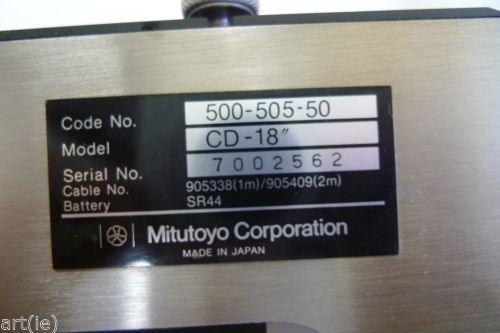 Code No. 500-505-50
Model CD-18"
Serial No. 7002562
Cable No. 905338(1m)/905409(2m)
Battery SR44
Mitutoyo Corporation
MADE IN JAPAN
art(ie)